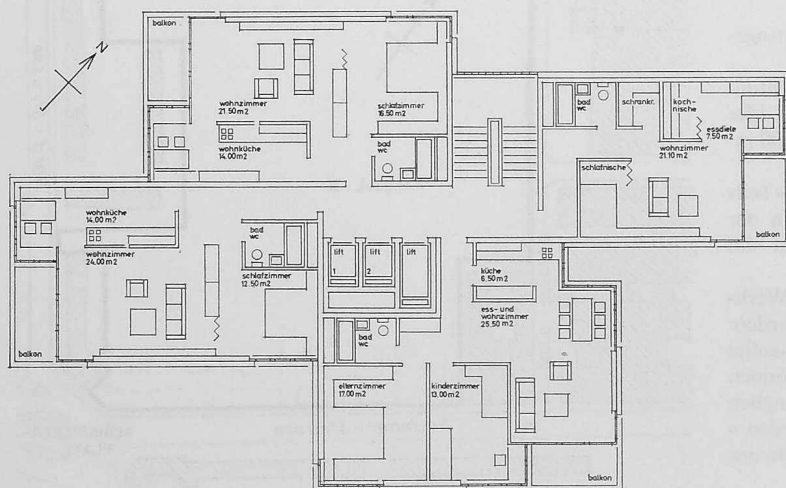 N
balkon
wohnzimmer
21.50 m2
schlafzimmer
16.50 m2
wohnküche
14.00 m2
bad
wc
bad
wc
schrankr.
koch-
nische
essdiele
7.50 m2
wohnzimmer
21.10 m2
schlafnische
balkon
wohnküche
14.00 m2
wohnzimmer
24.00 m2
bad
wc
schlafzimmer
12.50 m2
balkon
lift
1
lift
2
lift
küche
6.50 m2
ess- und
wohnzimmer
25.50 m2
bad
wc
elternzimmer
17.00 m2
kinderzimmer
13.00 m2
balkon